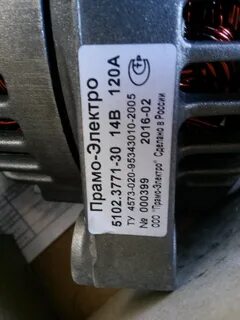 Прамо-Электро
5102.3771-30 14В 120А
ТУ 4573-020-95343010-2005
№ 000399 2016-02
ООО "Прамо-Электро" Сделано в России